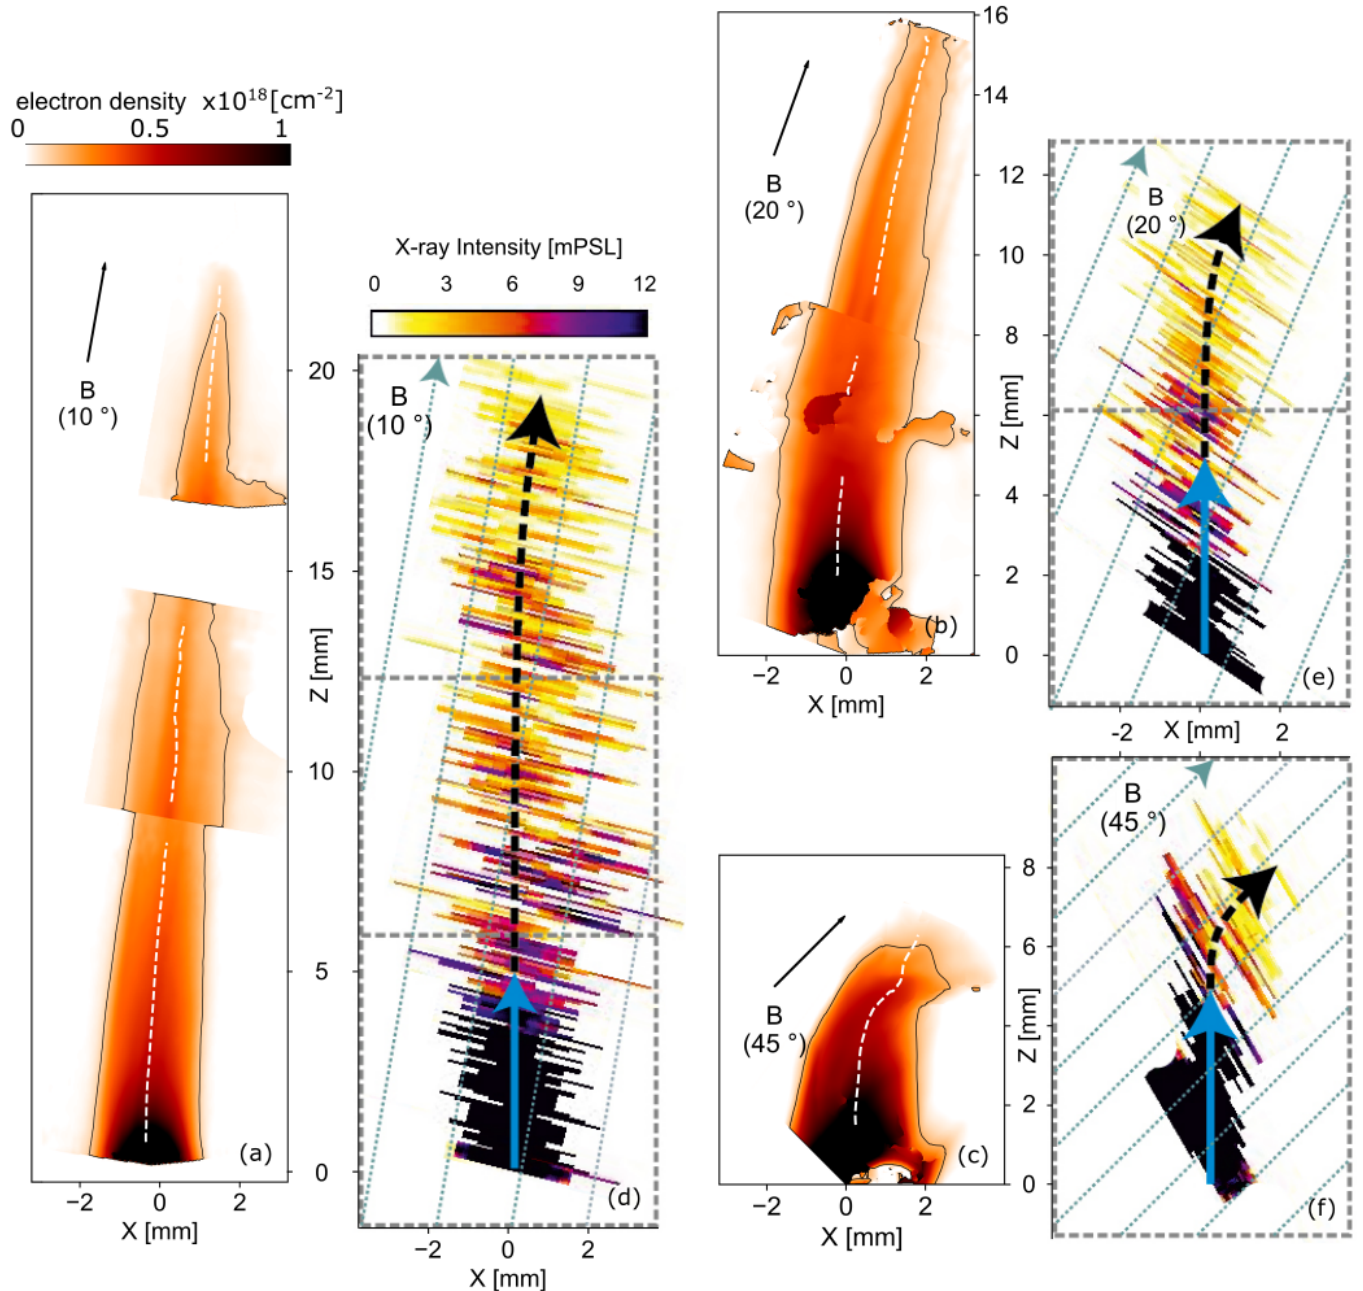 electron density x10¹⁸[cm⁻²]
0 0.5 1
B
(10 °)
(a)
−2 0 2
X [mm]
20
15
10
5
0
Z [mm]
X-ray Intensity [mPSL]
0 3 6 9 12
B
(10 °)
(d)
−2 0 2
X [mm]
B
(20 °)
(b)
−2 0 2
X [mm]
16
14
12
10
8
6
4
2
0
Z [mm]
B
(20 °)
(e)
−2 X [mm] 2
B
(45 °)
(c)
−2 0 2
X [mm]
8
6
4
2
0
Z [mm]
B
(45 °)
(f)